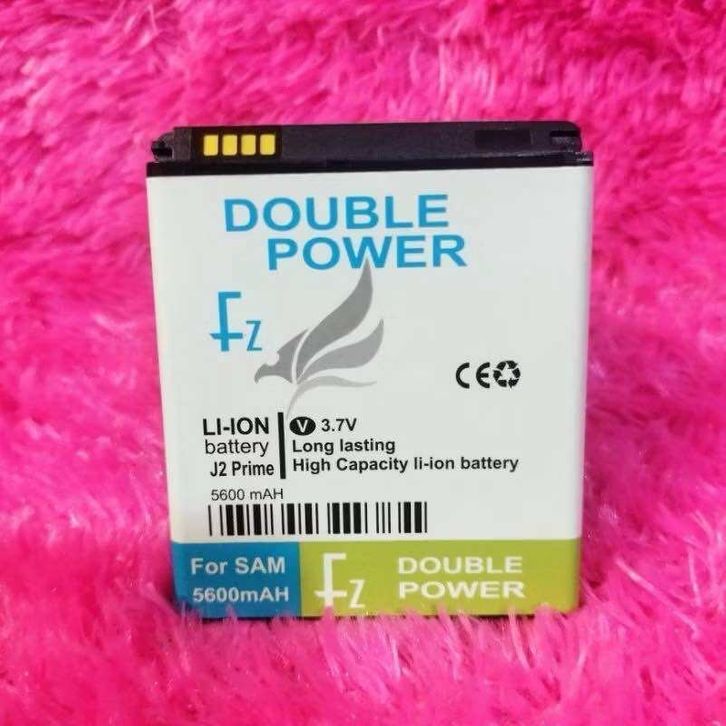 DOUBLE
POWER
Fz
CE
LI-ION
battery
J2 Prime
V 3.7V
Long lasting
High Capacity li-ion battery
5600 mAH
For SAM
5600mAH
Fz
DOUBLE
POWER